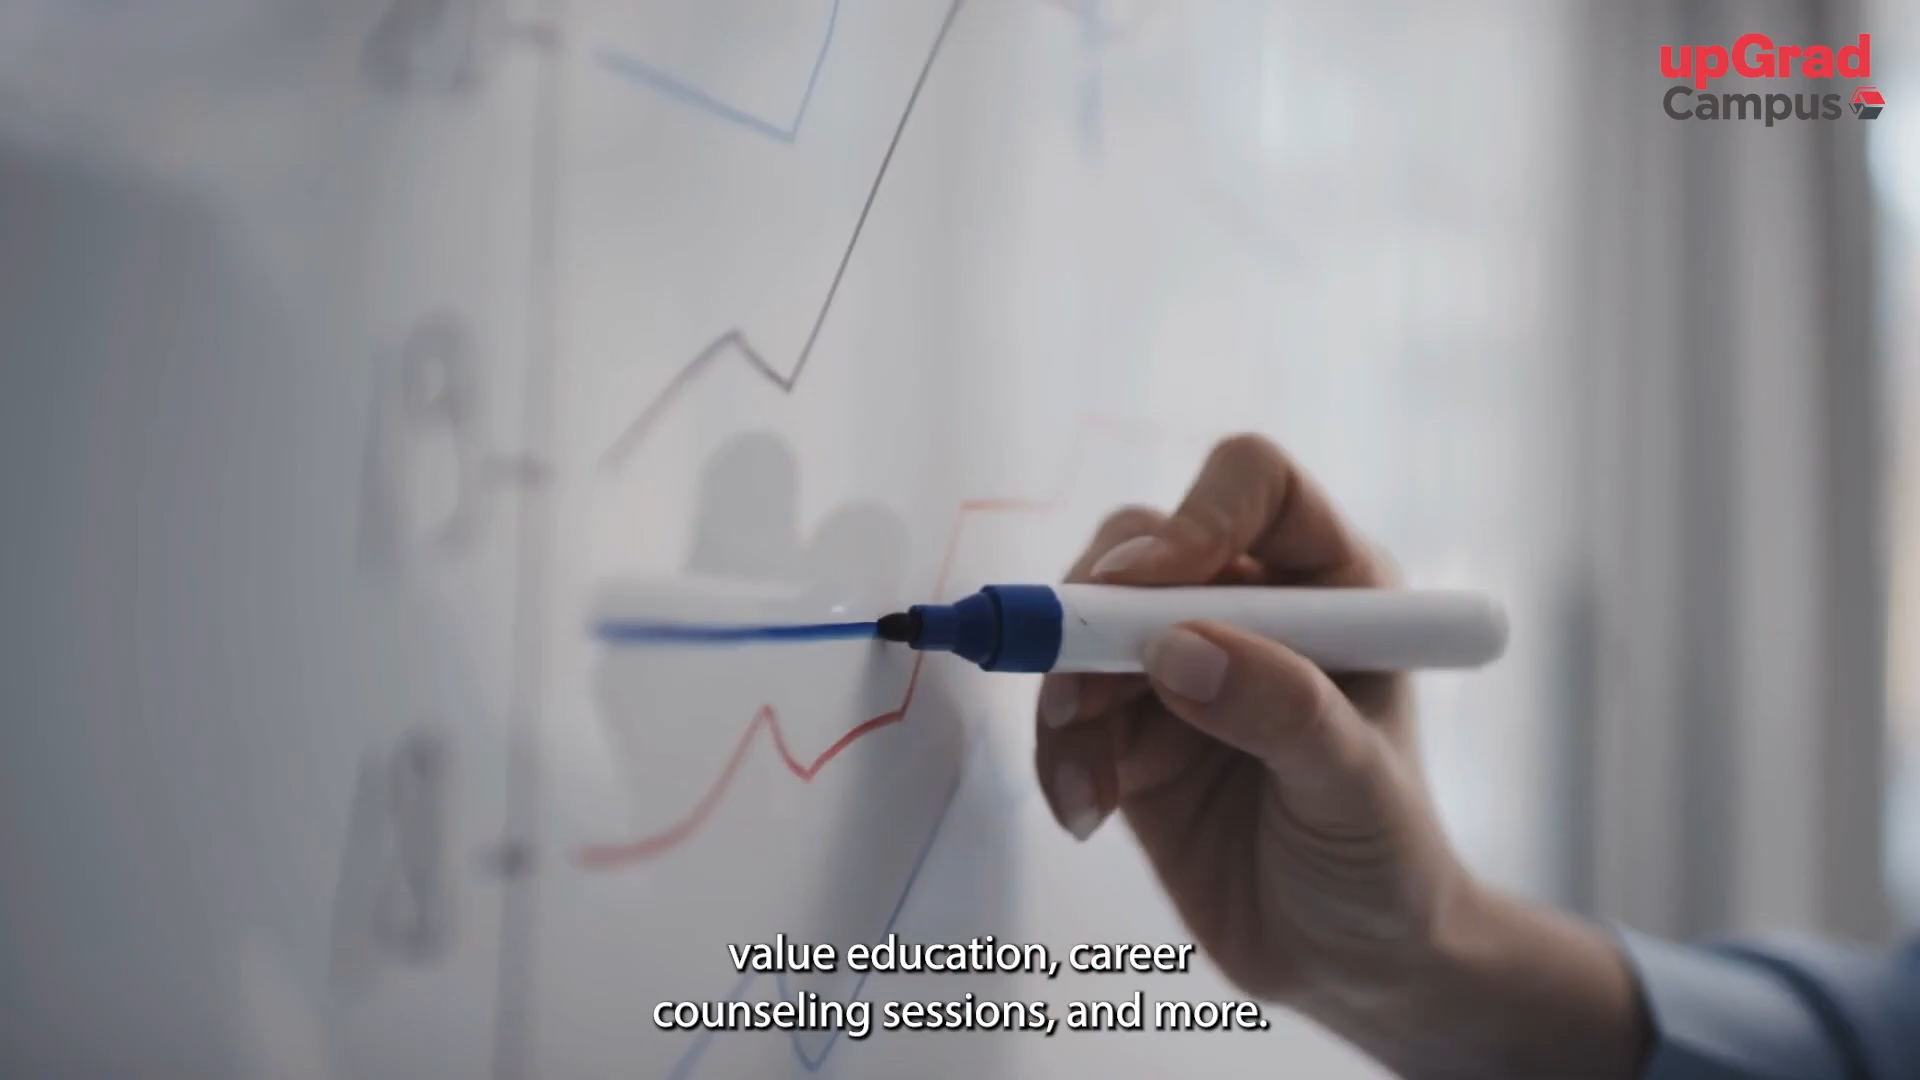 upGrad
Campus
value education, career
counseling sessions, and more.